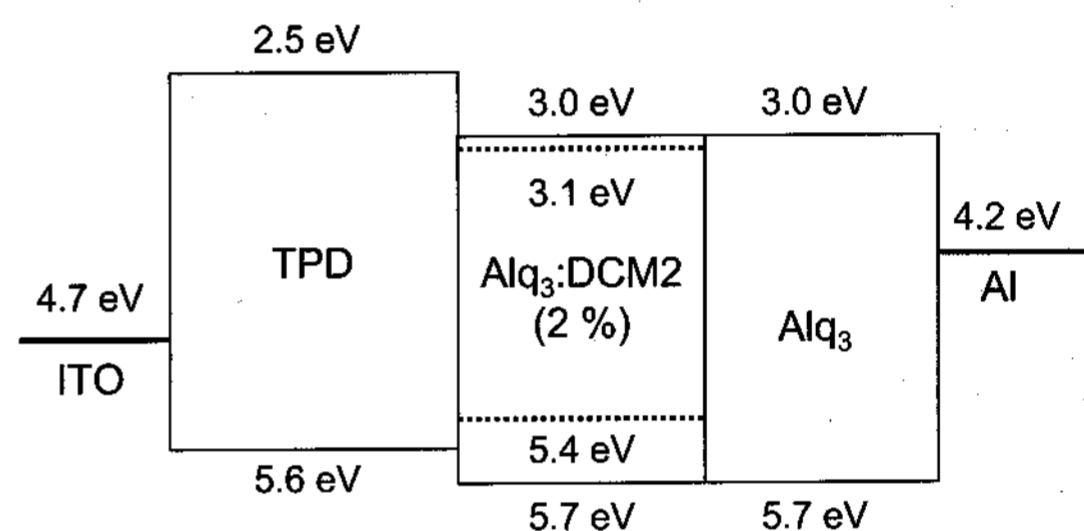 2.5 eV
3.0 eV
3.0 eV
3.1 eV
4.2 eV
TPD
Alq₃:DCM2
(2 %)
Al
4.7 eV
Alq₃
ITO
5.4 eV
5.6 eV
5.7 eV
5.7 eV